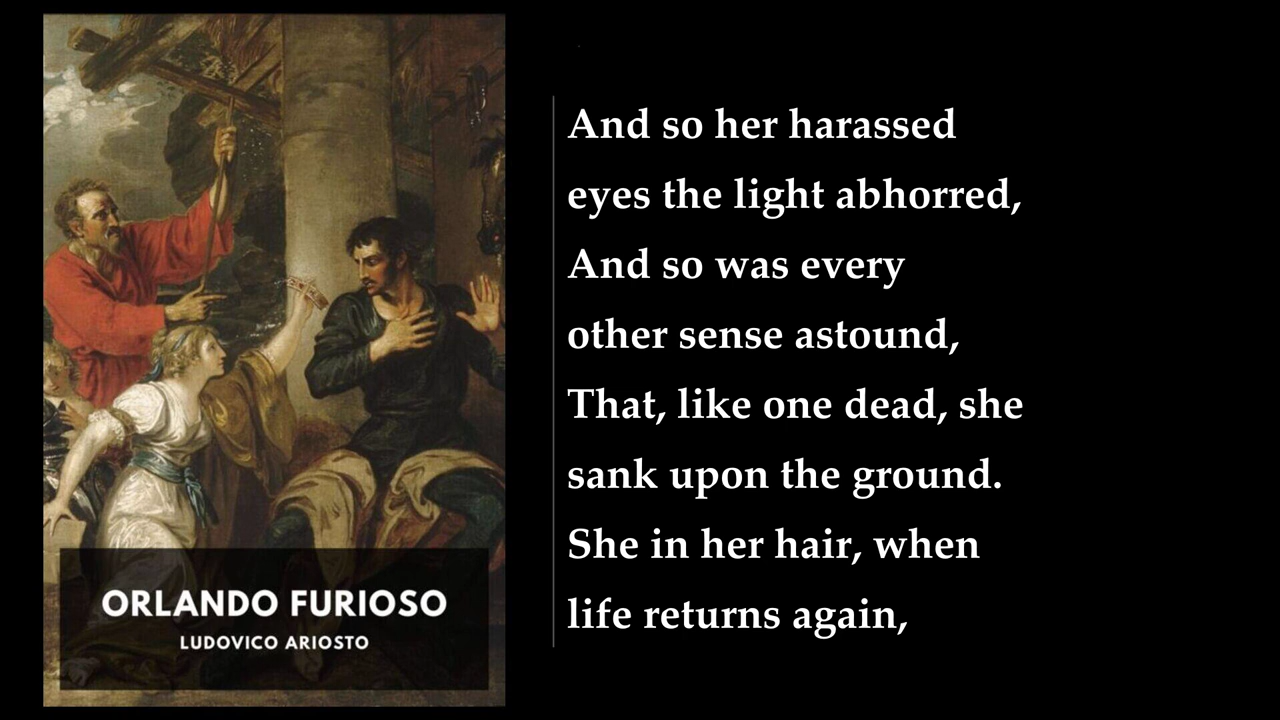 ORLANDO FURIOSO
LUDOVICO ARIOSTO
And so her harassed
eyes the light abhorred,
And so was every
other sense astound,
That, like one dead, she
sank upon the ground.
She in her hair, when
life returns again,